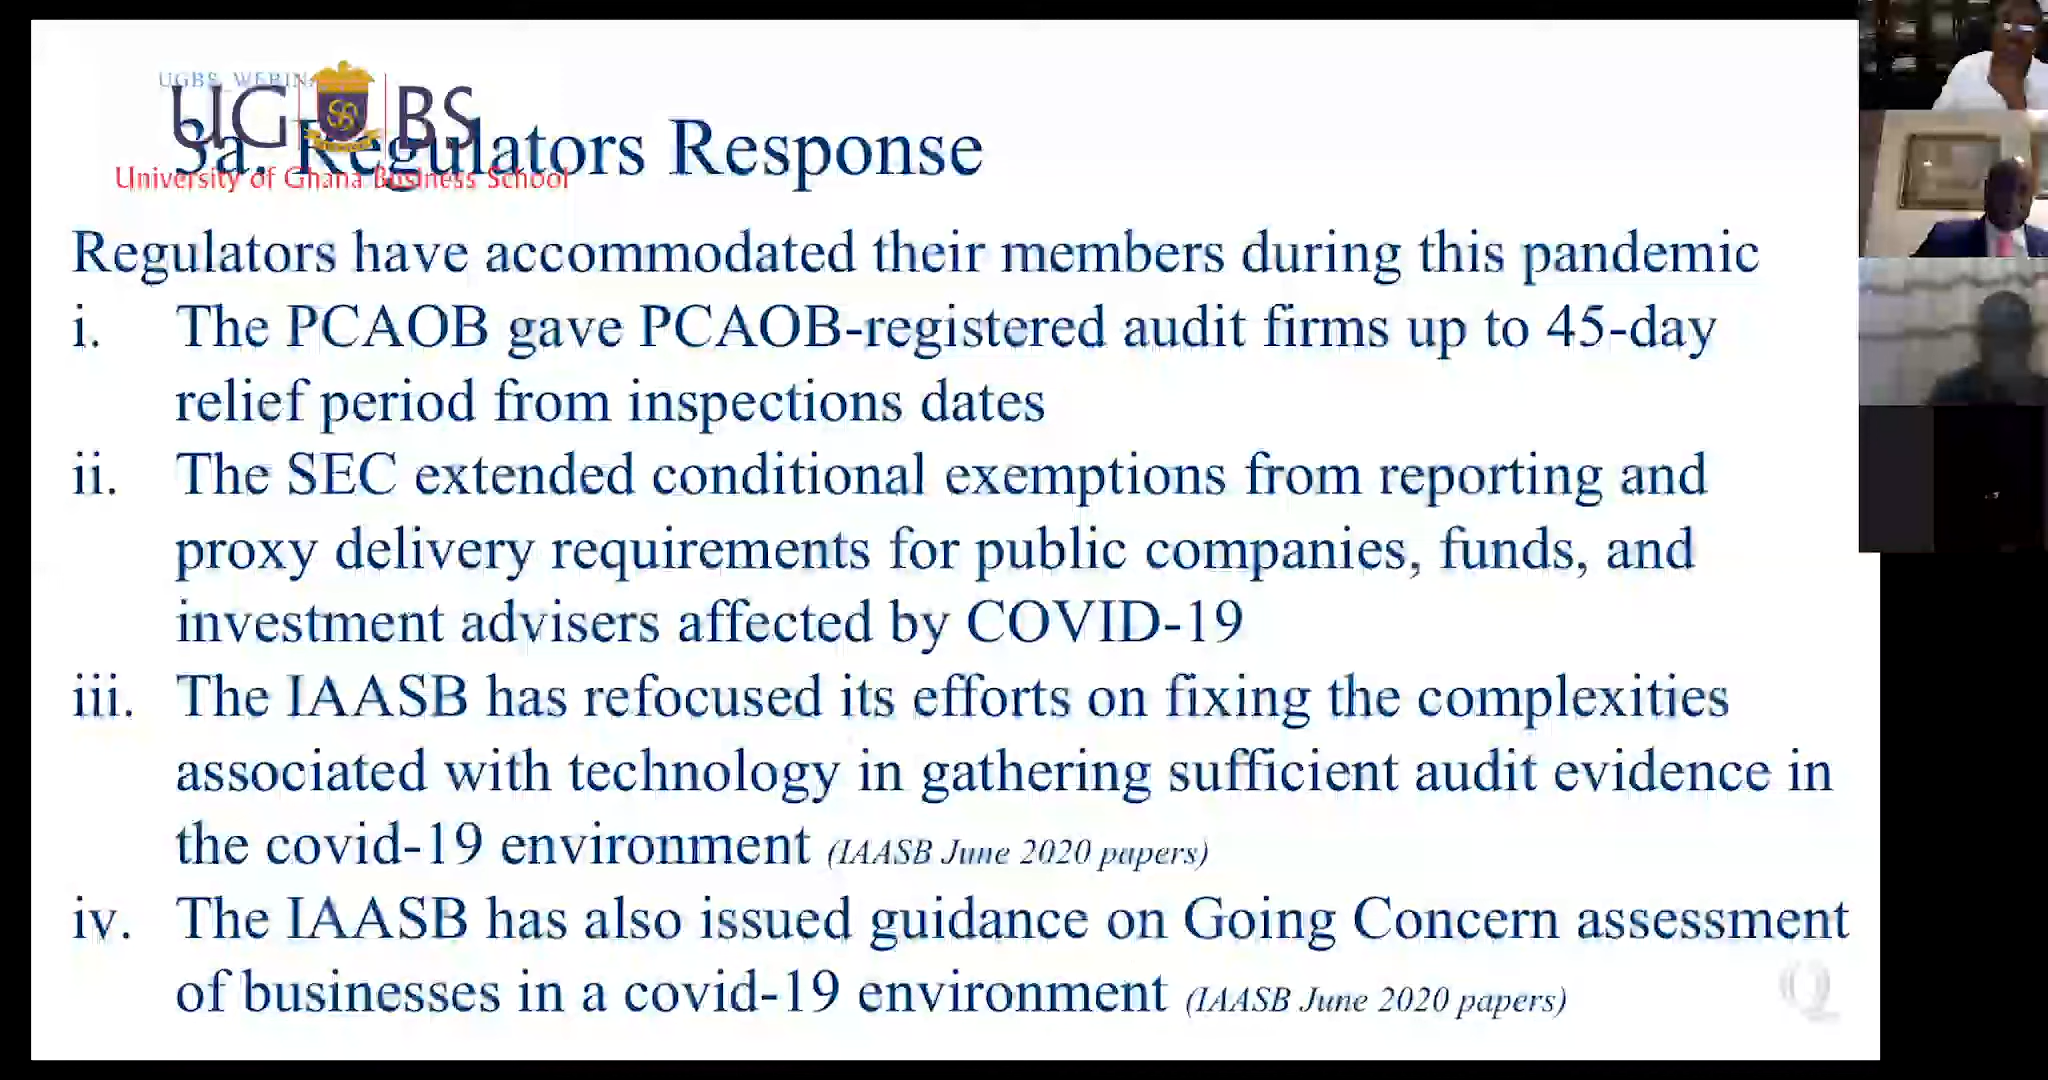 UGBS_WEBIN
UG BS
3a. Regulators Response
University of Ghana Business School
Regulators have accommodated their members during this pandemic
i. The PCAOB gave PCAOB-registered audit firms up to 45-day
relief period from inspections dates
ii. The SEC extended conditional exemptions from reporting and
proxy delivery requirements for public companies, funds, and
investment advisers affected by COVID-19
iii. The IAASB has refocused its efforts on fixing the complexities
associated with technology in gathering sufficient audit evidence in
the covid-19 environment (IAASB June 2020 papers)
iv. The IAASB has also issued guidance on Going Concern assessment
of businesses in a covid-19 environment (IAASB June 2020 papers)
Q